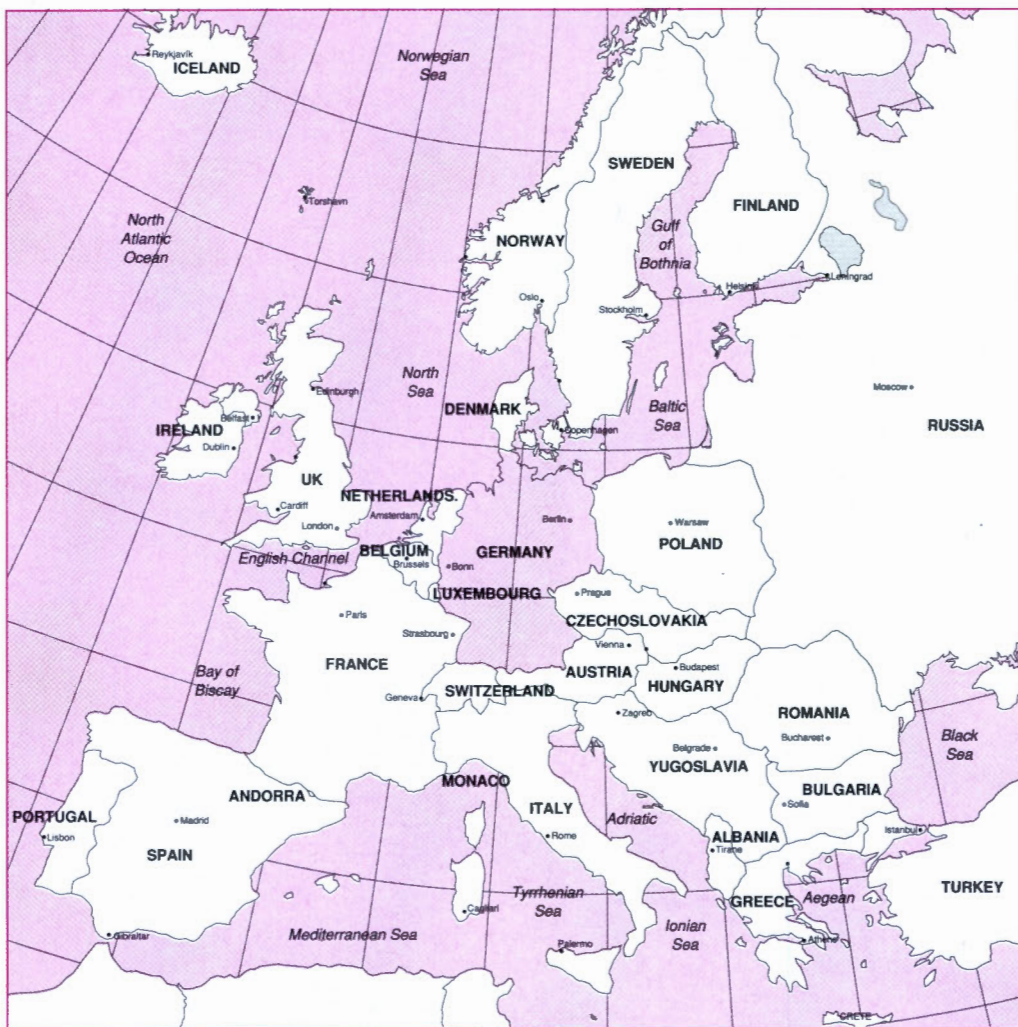 Reykjavík
ICELAND
Norwegian
Sea
Torshavn
North
Atlantic
Ocean
SWEDEN
FINLAND
NORWAY
Gulf
of
Bothnia
Oslo
Stockholm
Helsinki
Leningrad
Moscow
RUSSIA
North
Sea
Edinburgh
Belfast
IRELAND
Dublin
DENMARK
Copenhagen
Baltic
Sea
UK
Cardiff
London
NETHERLANDS.
Amsterdam
Berlin
Warsaw
POLAND
English Channel
BELGIUM
Brussels
Bonn
GERMANY
LUXEMBOURG
Prague
CZECHOSLOVAKIA
Paris
Strasbourg
Vienna
FRANCE
AUSTRIA
Budapest
HUNGARY
Bay of
Biscay
Geneva
SWITZERLAND
Zagreb
ROMANIA
Bucharest
Black
Sea
Belgrade
YUGOSLAVIA
MONACO
BULGARIA
Sofia
ANDORRA
ITALY
Adriatic
PORTUGAL
Lisbon
Madrid
SPAIN
Rome
ALBANIA
Tirane
Istanbul
TURKEY
Tyrrhenian
Sea
Cagliari
GREECE
Aegean
Gibraltar
Mediterranean Sea
Palermo
Ionian
Sea
Athens
CRETE